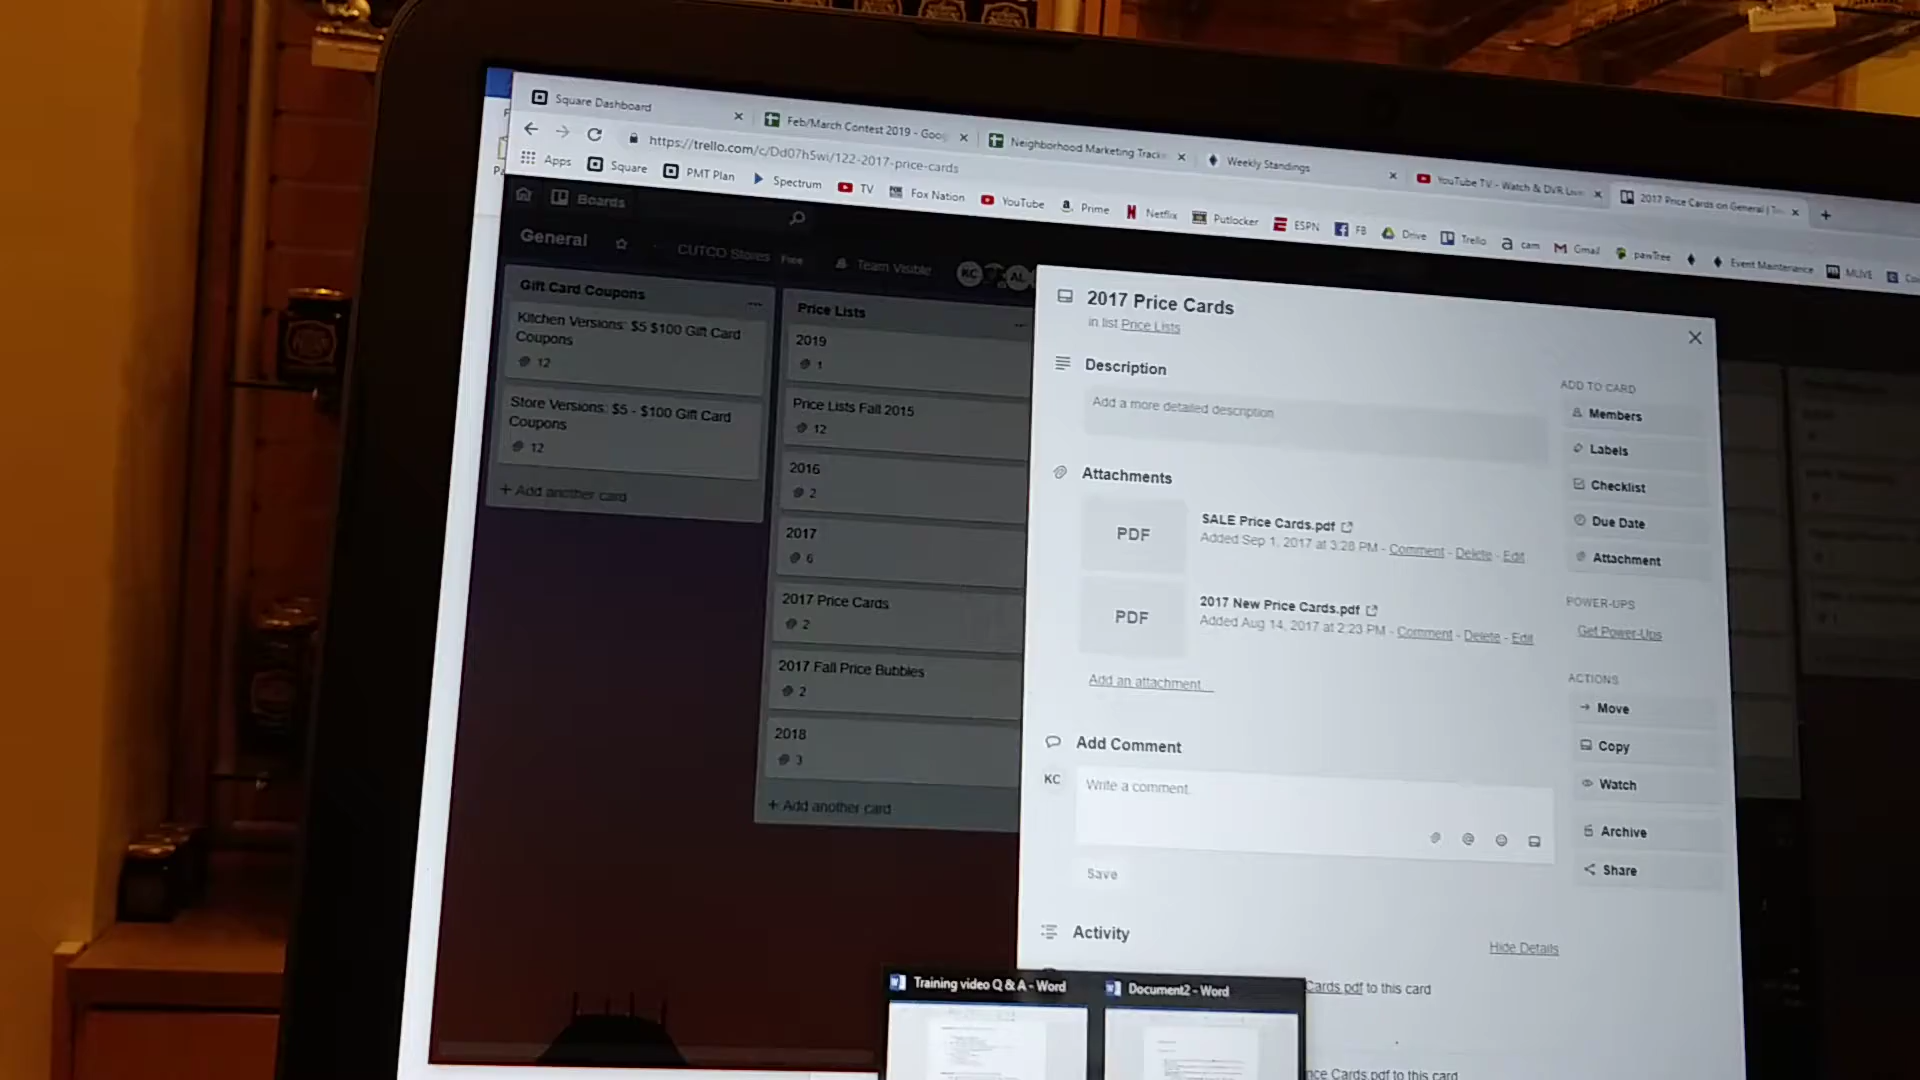 Square Dashboard
Feb/March Contest 2019 - Goog
Neighborhood Marketing Track
Weekly Standings
YouTube TV - Watch & DVR Live
2017 Price Cards on General | Tre
https://trello.com/c/Dd07h5wi/122-2017-price-cards
Apps
Square
PMT Plan
Spectrum
TV
Fox Nation
YouTube
Prime
Netflix
Putlocker
ESPN
FB
Drive
Trello
cam
Gmail
pawTree
Event Maintenance
MLIVE
Boards
General
CUTCO Stores
Free
Team Visible
KC
AL
Gift Card Coupons
Kitchen Versions: $5 $100 Gift Card
Coupons
12
Store Versions: $5 - $100 Gift Card
Coupons
12
+ Add another card
Price Lists
2019
1
Price Lists Fall 2015
12
2016
2
2017
6
2017 Price Cards
2
2017 Fall Price Bubbles
2
2018
3
+ Add another card
2017 Price Cards
in list Price Lists
Description
Add a more detailed description
Attachments
PDF
SALE Price Cards.pdf
Added Sep 1, 2017 at 3:28 PM - Comment - Delete - Edit
PDF
2017 New Price Cards.pdf
Added Aug 14, 2017 at 2:23 PM - Comment - Delete - Edit
Add an attachment...
Add Comment
KC
Write a comment
Save
Activity
Hide Details
Cards.pdf to this card
ice Cards.pdf to this card
ADD TO CARD
Members
Labels
Checklist
Due Date
Attachment
POWER-UPS
Get Power-Ups
ACTIONS
Move
Copy
Watch
Archive
Share
Training video Q & A - Word
Document2 - Word